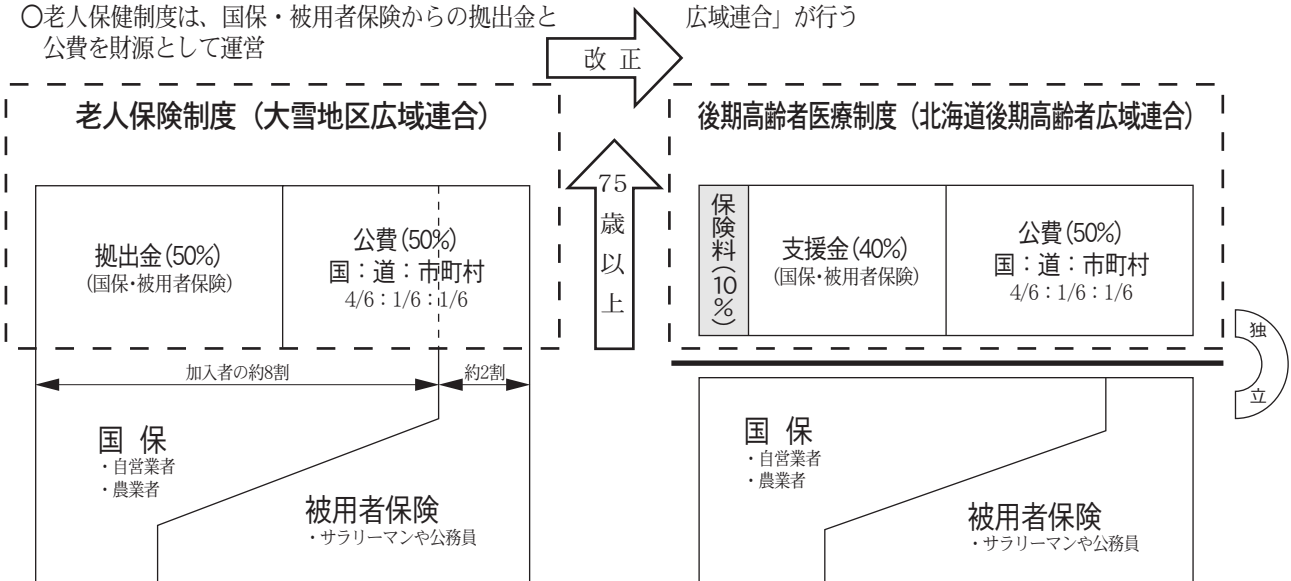 〇老人保健制度は、国保・被用者保険からの拠出金と
公費を財源として運営
改正
広域連合」が行う
老人保険制度（大雪地区広域連合）
拠出金(50%)
(国保・被用者保険)
公費(50%)
国：道：市町村
4/6：1/6：1/6
加入者の約8割
約2割
国 保
・自営業者
・農業者
被用者保険
・サラリーマンや公務員
75歳以上
後期高齢者医療制度（北海道後期高齢者広域連合）
保険料(10%)
支援金(40%)
(国保・被用者保険)
公費(50%)
国：道：市町村
4/6：1/6：1/6
独立
国 保
・自営業者
・農業者
被用者保険
・サラリーマンや公務員